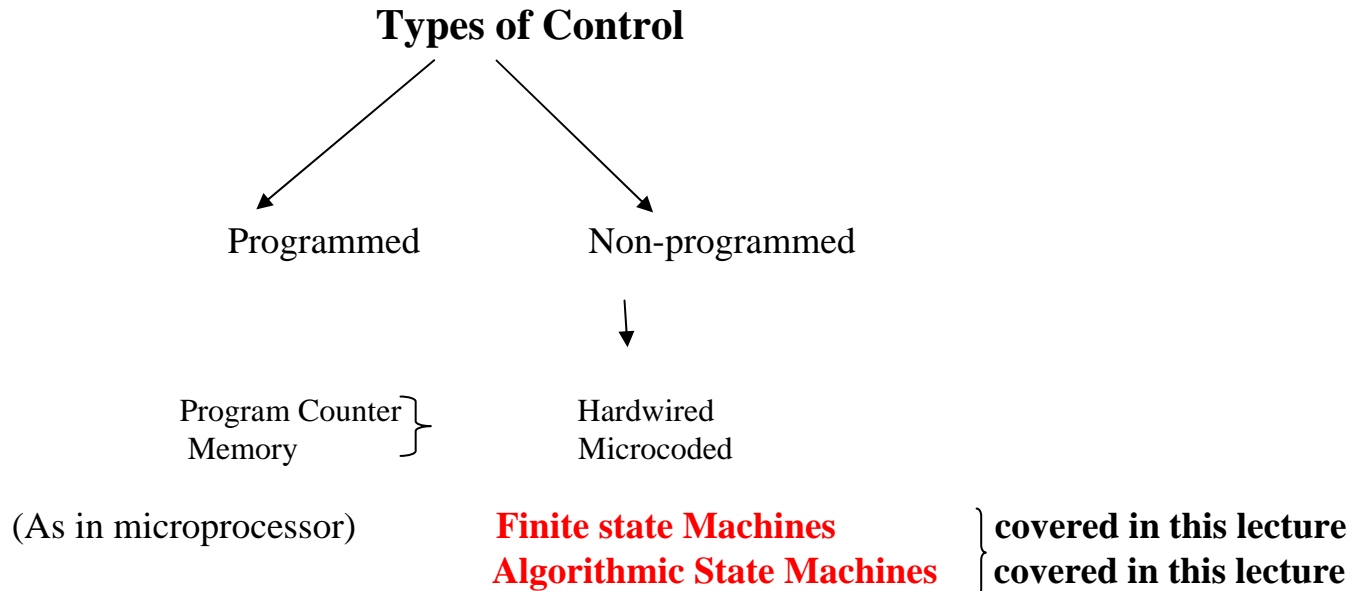 Types of Control
Programmed Non-programmed
Program Counter Hardwired
Memory Microcoded
(As in microprocessor) Finite state Machines covered in this lecture
Algorithmic State Machines covered in this lecture